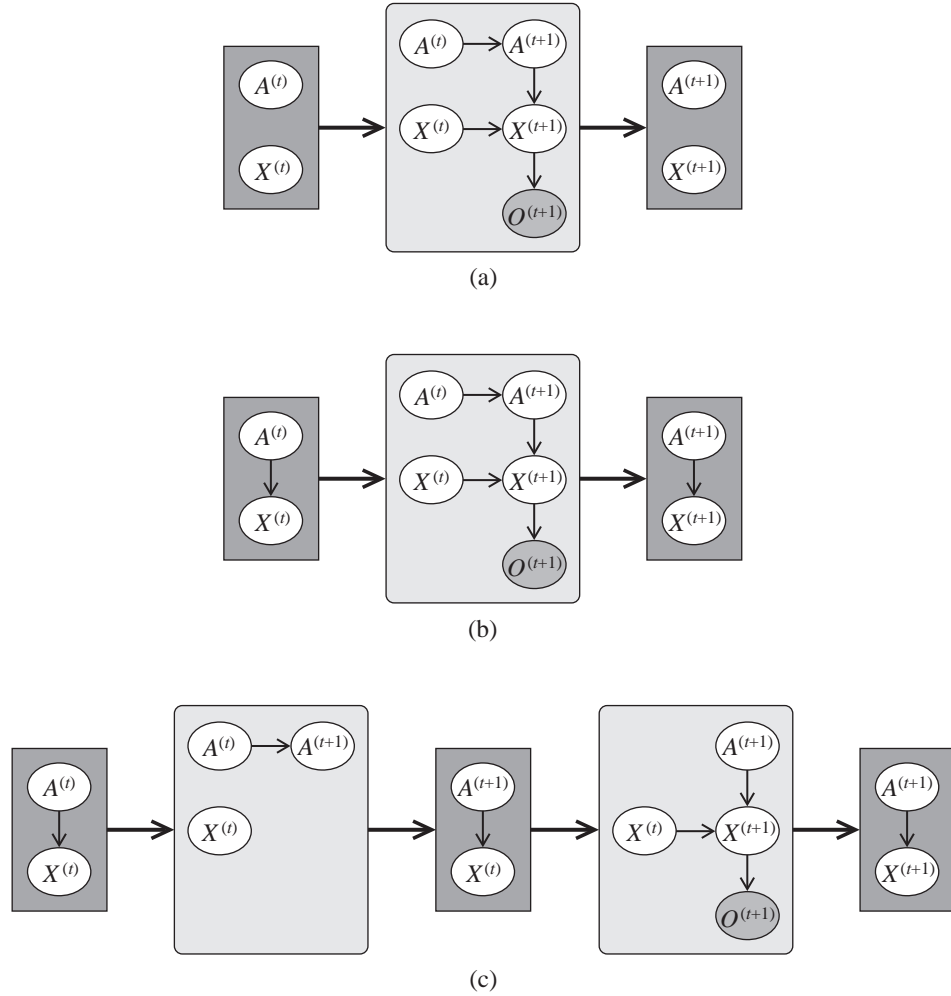 A(t) A(t+1)
A(t) A(t+1)
X(t) X(t+1)
X(t) X(t+1)
O(t+1)
(a)
A(t) A(t+1)
A(t) A(t+1)
X(t) X(t+1)
X(t) X(t+1)
O(t+1)
(b)
A(t) A(t+1) A(t+1)
A(t) A(t+1) A(t+1)
X(t) X(t) X(t+1)
X(t) X(t) X(t+1)
O(t+1)
(c)